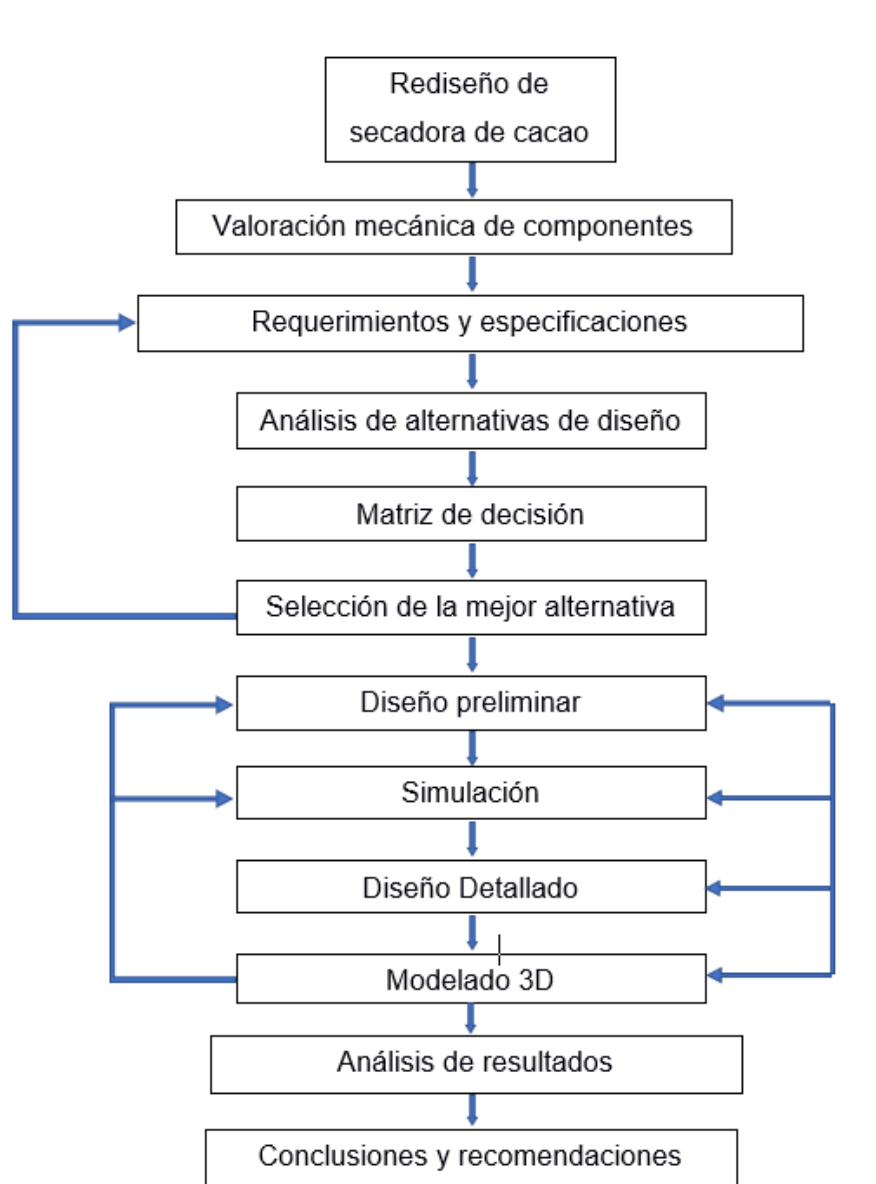 Rediseño de
secadora de cacao
Valoración mecánica de componentes
Requerimientos y especificaciones
Análisis de alternativas de diseño
Matriz de decisión
Selección de la mejor alternativa
Diseño preliminar
Simulación
Diseño Detallado
Modelado 3D
Análisis de resultados
Conclusiones y recomendaciones